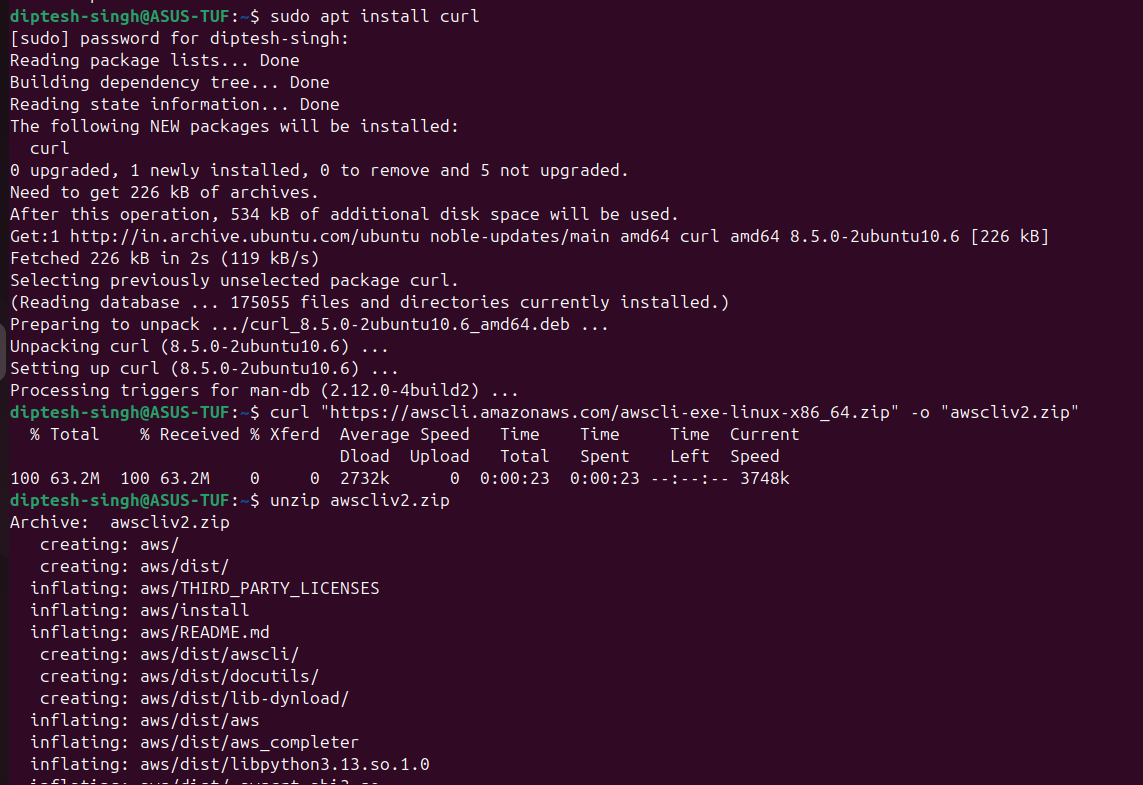 diptesh-singh@ASUS-TUF:~$ sudo apt install curl
[sudo] password for diptesh-singh:
Reading package lists... Done
Building dependency tree... Done
Reading state information... Done
The following NEW packages will be installed:
  curl
0 upgraded, 1 newly installed, 0 to remove and 5 not upgraded.
Need to get 226 kB of archives.
After this operation, 534 kB of additional disk space will be used.
Get:1 http://in.archive.ubuntu.com/ubuntu noble-updates/main amd64 curl amd64 8.5.0-2ubuntu10.6 [226 kB]
Fetched 226 kB in 2s (119 kB/s)
Selecting previously unselected package curl.
(Reading database ... 175055 files and directories currently installed.)
Preparing to unpack .../curl_8.5.0-2ubuntu10.6_amd64.deb ...
Unpacking curl (8.5.0-2ubuntu10.6) ...
Setting up curl (8.5.0-2ubuntu10.6) ...
Processing triggers for man-db (2.12.0-4build2) ...
diptesh-singh@ASUS-TUF:~$ curl "https://awscli.amazonaws.com/awscli-exe-linux-x86_64.zip" -o "awscliv2.zip"
  % Total    % Received % Xferd  Average Speed   Time    Time     Time  Current
                                 Dload  Upload   Total   Spent    Left  Speed
100 63.2M  100 63.2M    0     0  2732k      0  0:00:23  0:00:23 --:--:-- 3748k
diptesh-singh@ASUS-TUF:~$ unzip awscliv2.zip
Archive:  awscliv2.zip
   creating: aws/
   creating: aws/dist/
  inflating: aws/THIRD_PARTY_LICENSES
  inflating: aws/install
  inflating: aws/README.md
   creating: aws/dist/awscli/
   creating: aws/dist/docutils/
   creating: aws/dist/lib-dynload/
  inflating: aws/dist/aws
  inflating: aws/dist/aws_completer
  inflating: aws/dist/libpython3.13.so.1.0